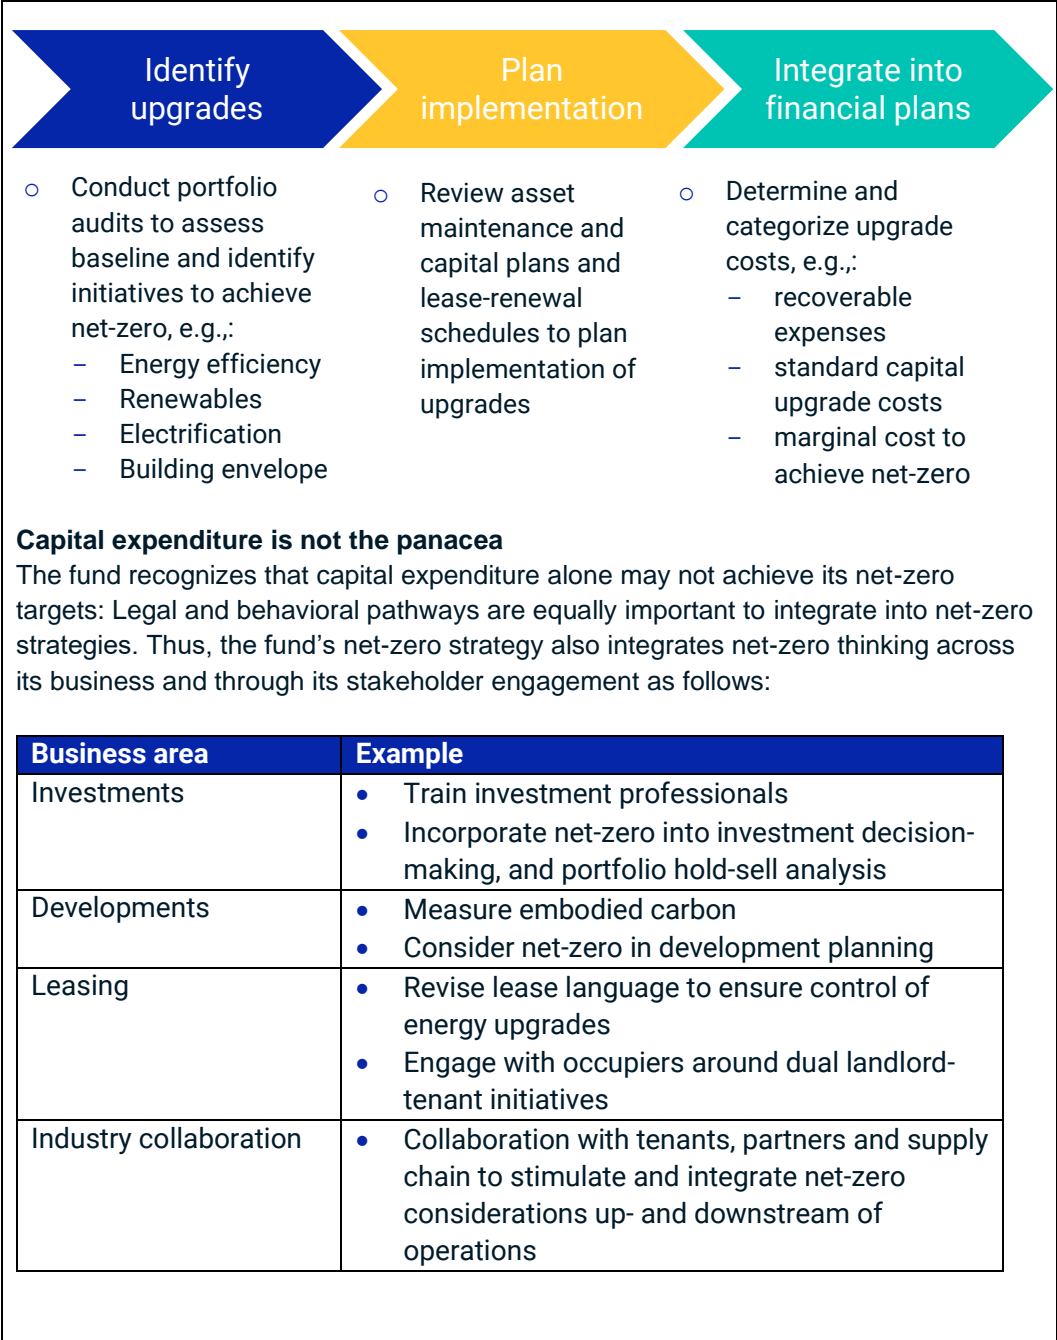 Identify
upgrades
Plan
implementation
Integrate into
financial plans
○ Conduct portfolio
audits to assess
baseline and identify
initiatives to achieve
net-zero, e.g.,:
− Energy efficiency
− Renewables
− Electrification
− Building envelope
○ Review asset
maintenance and
capital plans and
lease-renewal
schedules to plan
implementation of
upgrades
○ Determine and
categorize upgrade
costs, e.g.,:
− recoverable
expenses
− standard capital
upgrade costs
− marginal cost to
achieve net-zero
Capital expenditure is not the panacea
The fund recognizes that capital expenditure alone may not achieve its net-zero
targets: Legal and behavioral pathways are equally important to integrate into net-zero
strategies. Thus, the fund's net-zero strategy also integrates net-zero thinking across
its business and through its stakeholder engagement as follows:
Business area Example
Investments
• Train investment professionals
• Incorporate net-zero into investment decision-
making, and portfolio hold-sell analysis
Developments
• Measure embodied carbon
• Consider net-zero in development planning
Leasing
• Revise lease language to ensure control of
energy upgrades
• Engage with occupiers around dual landlord-
tenant initiatives
Industry collaboration
• Collaboration with tenants, partners and supply
chain to stimulate and integrate net-zero
considerations up- and downstream of
operations